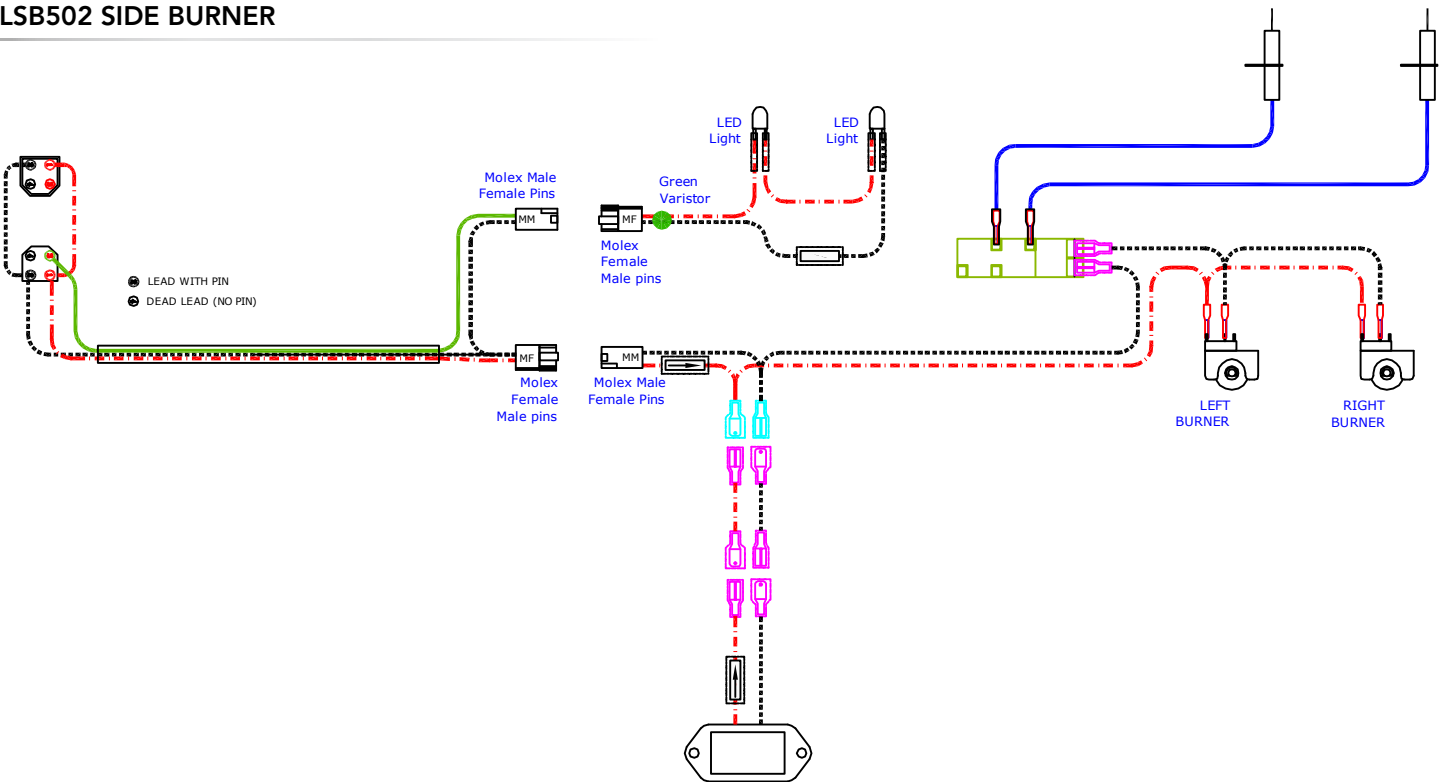 LSB502 SIDE BURNER
LED
Light
LED
Light
Molex Male
Female Pins
Green
Varistor
MM
MF
Molex
Female
Male pins
LEAD WITH PIN
DEAD LEAD (NO PIN)
MF
MM
Molex
Female
Male pins
Molex Male
Female Pins
LEFT
BURNER
RIGHT
BURNER